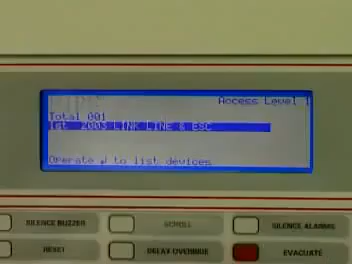 Access Level 1
Total 001
1st 2003 LINK LINE & ESC
Operate ↵ to list devices
SILENCE BUZZER
SCROLL
SILENCE ALARMS
RESET
DELAY OVERRIDE
EVACUATE